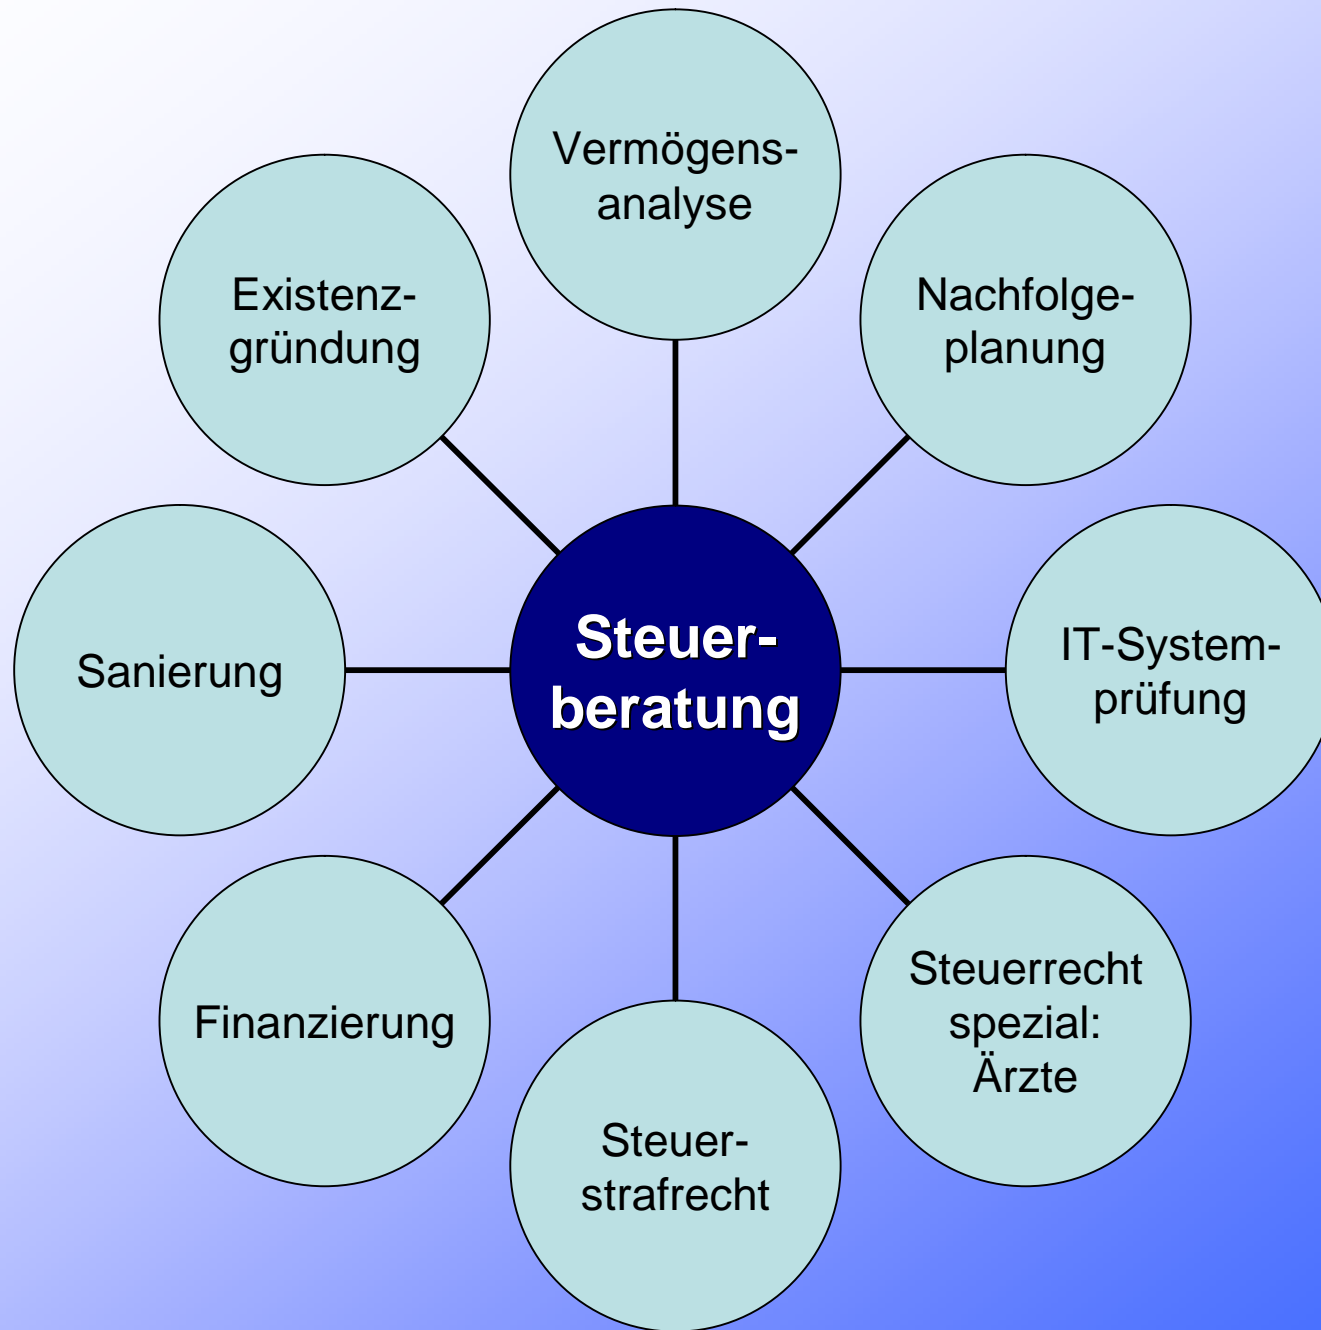 Vermögens-
analyse
Existenz-
gründung
Nachfolge-
planung
Sanierung
Steuer-
beratung
IT-System-
prüfung
Finanzierung
Steuerrecht
spezial:
Ärzte
Steuer-
strafrecht